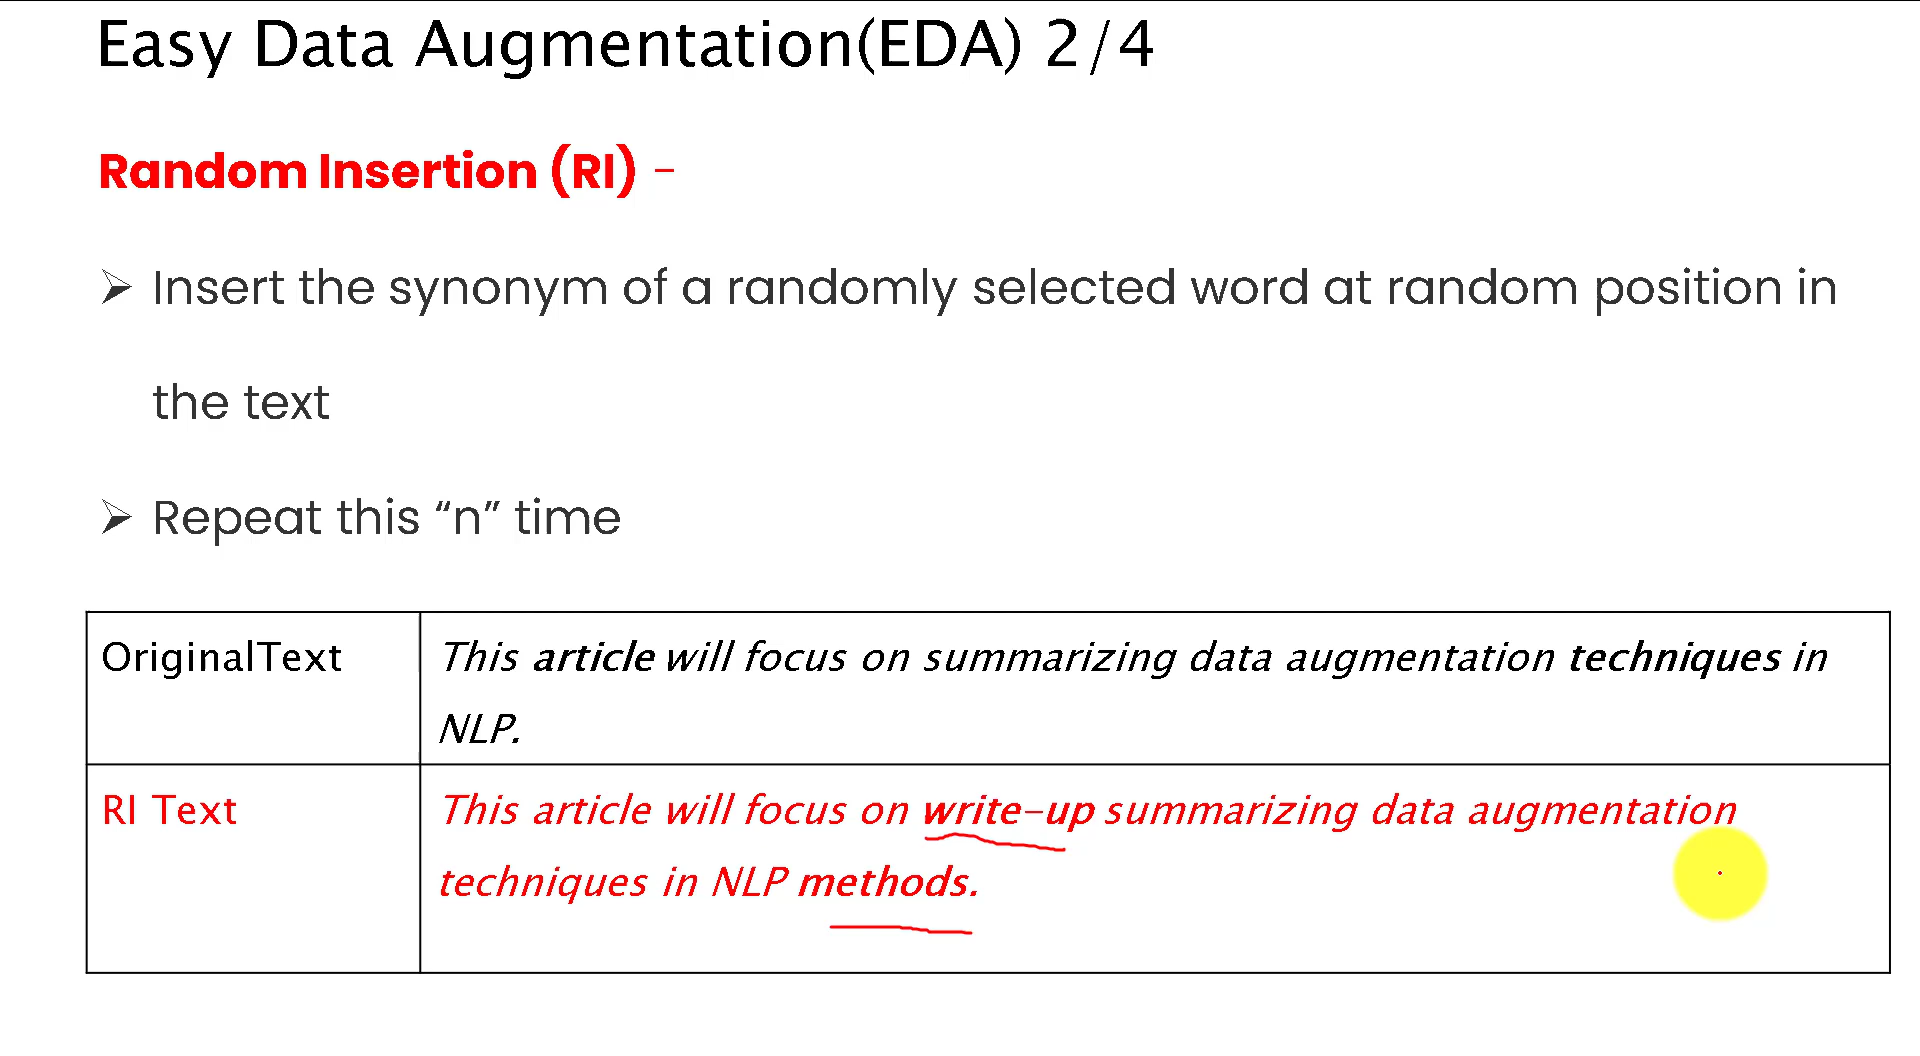 Easy Data Augmentation(EDA) 2/4
Random Insertion (RI) –
➢ Insert the synonym of a randomly selected word at random position in
the text
➢ Repeat this “n” time
OriginalText
This article will focus on summarizing data augmentation techniques in
NLP.
RI Text
This article will focus on write-up summarizing data augmentation
techniques in NLP methods.